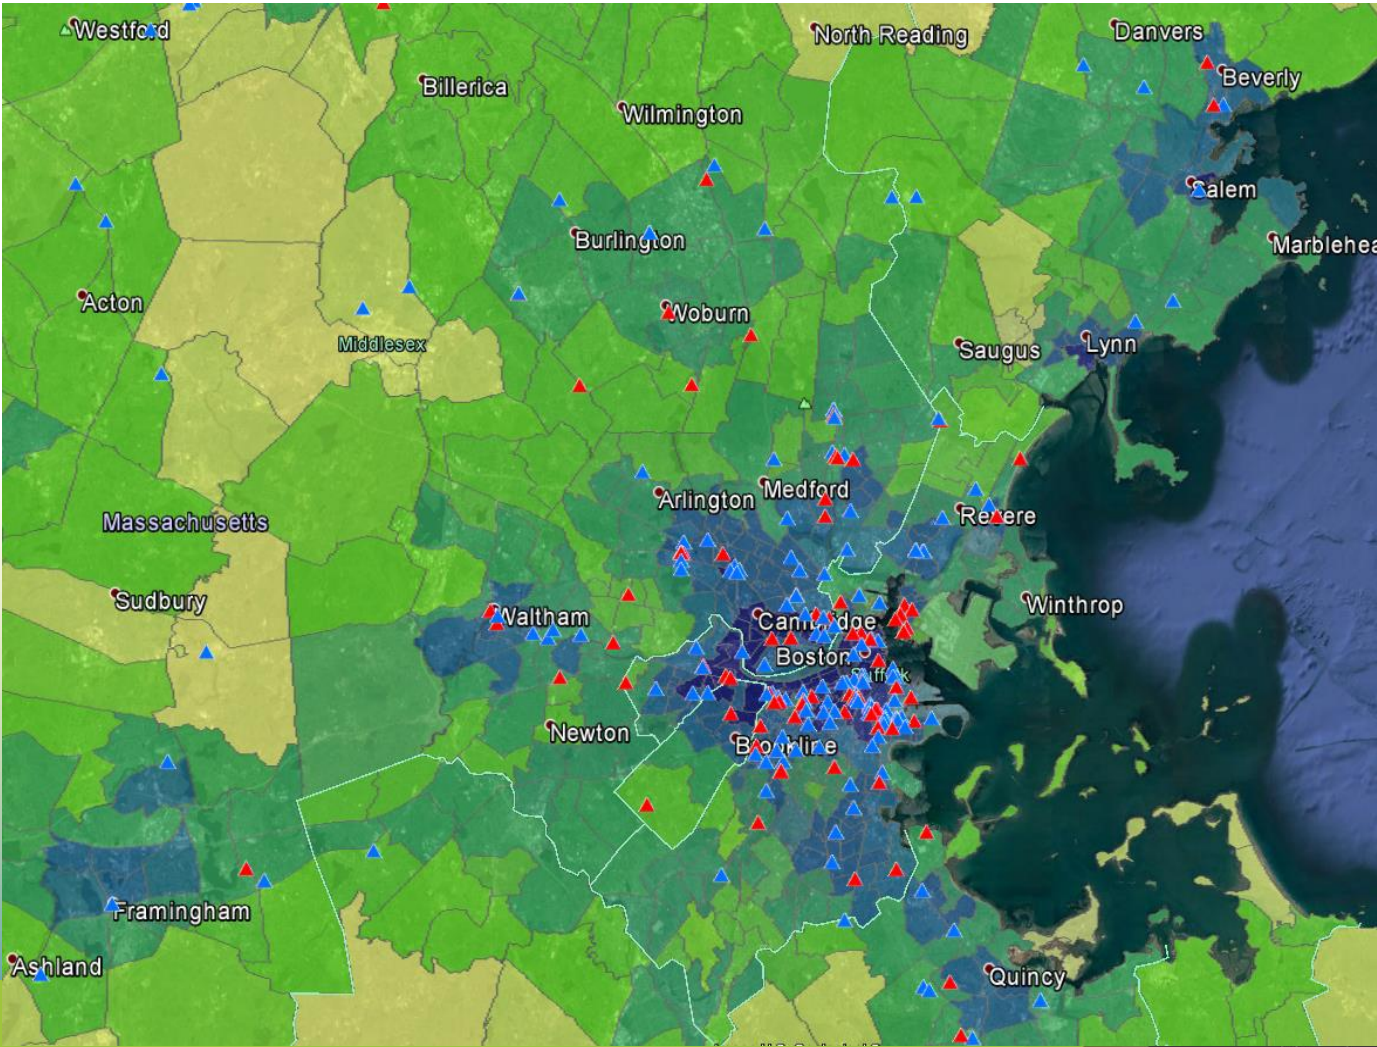 Westford
North Reading
Danvers
Billerica
Beverly
Wilmington
Salem
Burlington
Marblehea
Acton
Woburn
Middlesex
Saugus
Lynn
Arlington
Medford
Massachusetts
Revere
Sudbury
Waltham
Winthrop
Cambridge
Boston
Suffolk
Newton
Brookline
Framingham
Ashland
Quincy